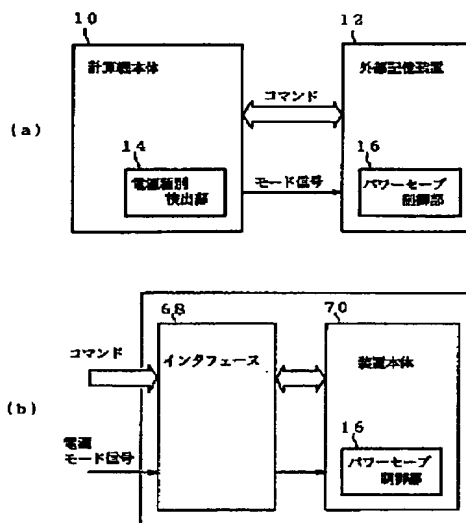 10
12
計算機本体
外部記憶装置
コマンド
(a)
14
16
電源種別
検出部
モード信号
パワーセーブ
制御部
68
70
コマンド
インタフェース
装置本体
(b)
電源
モード信号
16
パワーセーブ
制御部